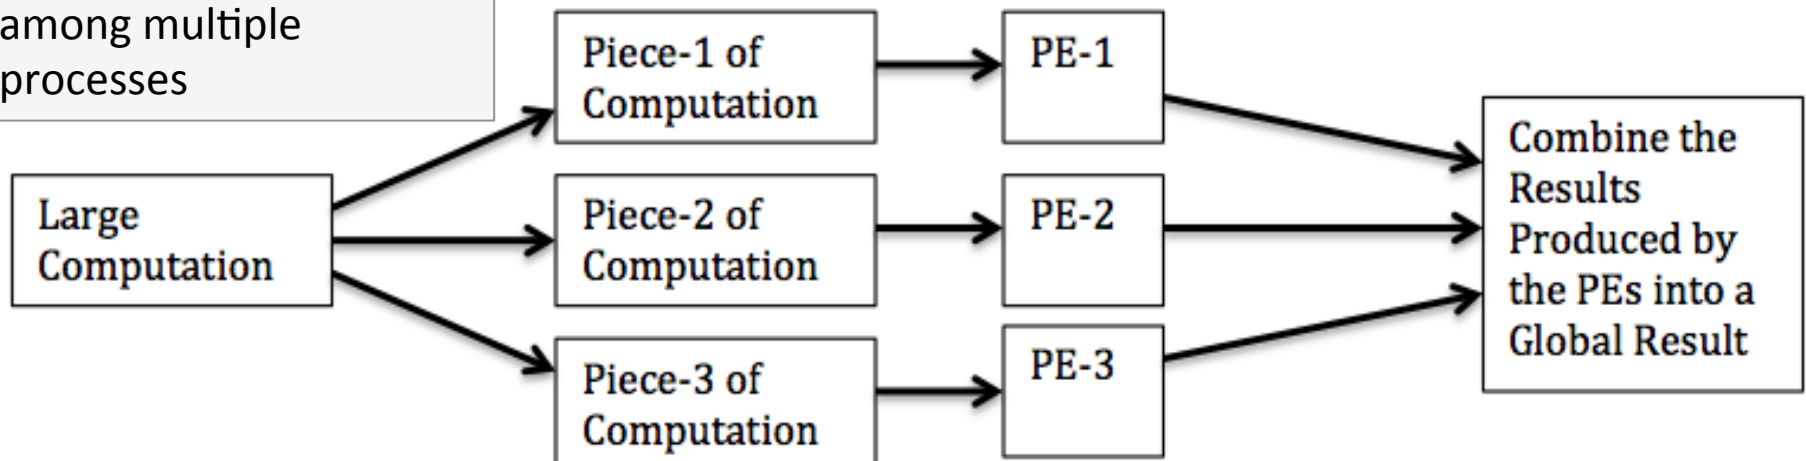 among multiple
processes
Large
Computation
Piece-1 of
Computation
Piece-2 of
Computation
Piece-3 of
Computation
PE-1
PE-2
PE-3
Combine the
Results
Produced by
the PEs into a
Global Result